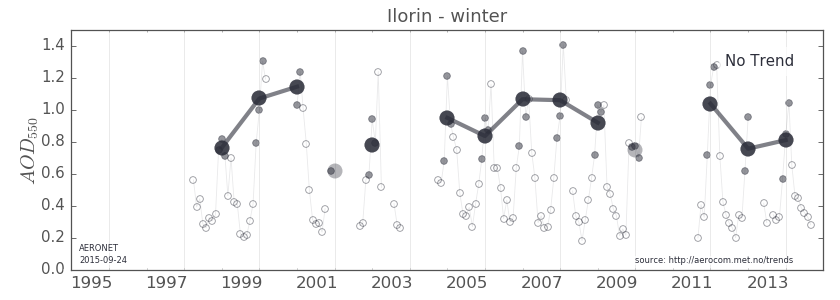 Ilorin - winter
No Trend
AOD550
1.4
1.2
1.0
0.8
0.6
0.4
0.2
0.0
AERONET
2015-09-24
source: http://aerocom.met.no/trends
1995 1997 1999 2001 2003 2005 2007 2009 2011 2013